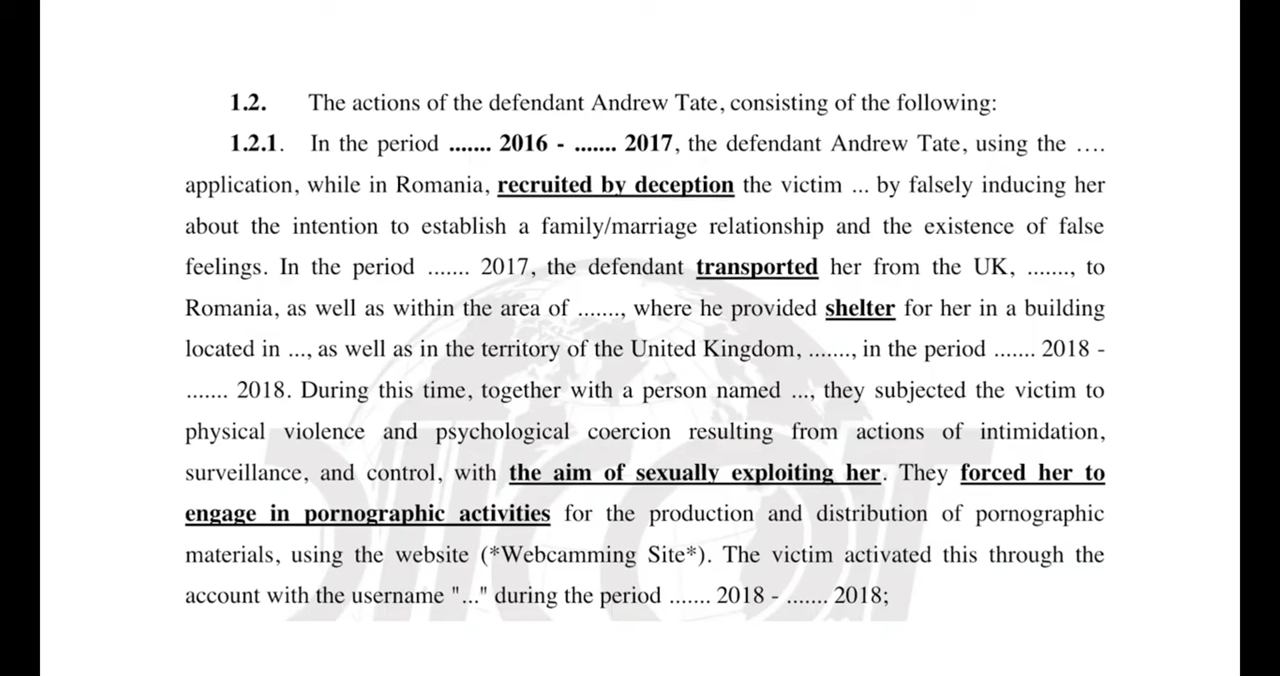 1.2. The actions of the defendant Andrew Tate, consisting of the following:
1.2.1. In the period ....... 2016 - ....... 2017, the defendant Andrew Tate, using the ….
application, while in Romania, recruited by deception the victim ... by falsely inducing her
about the intention to establish a family/marriage relationship and the existence of false
feelings. In the period ....... 2017, the defendant transported her from the UK, ......., to
Romania, as well as within the area of ......., where he provided shelter for her in a building
located in ..., as well as in the territory of the United Kingdom, ......., in the period ....... 2018 -
....... 2018. During this time, together with a person named ..., they subjected the victim to
physical violence and psychological coercion resulting from actions of intimidation,
surveillance, and control, with the aim of sexually exploiting her. They forced her to
engage in pornographic activities for the production and distribution of pornographic
materials, using the website (*Webcamming Site*). The victim activated this through the
account with the username "..." during the period ....... 2018 - ....... 2018;
DIICOT